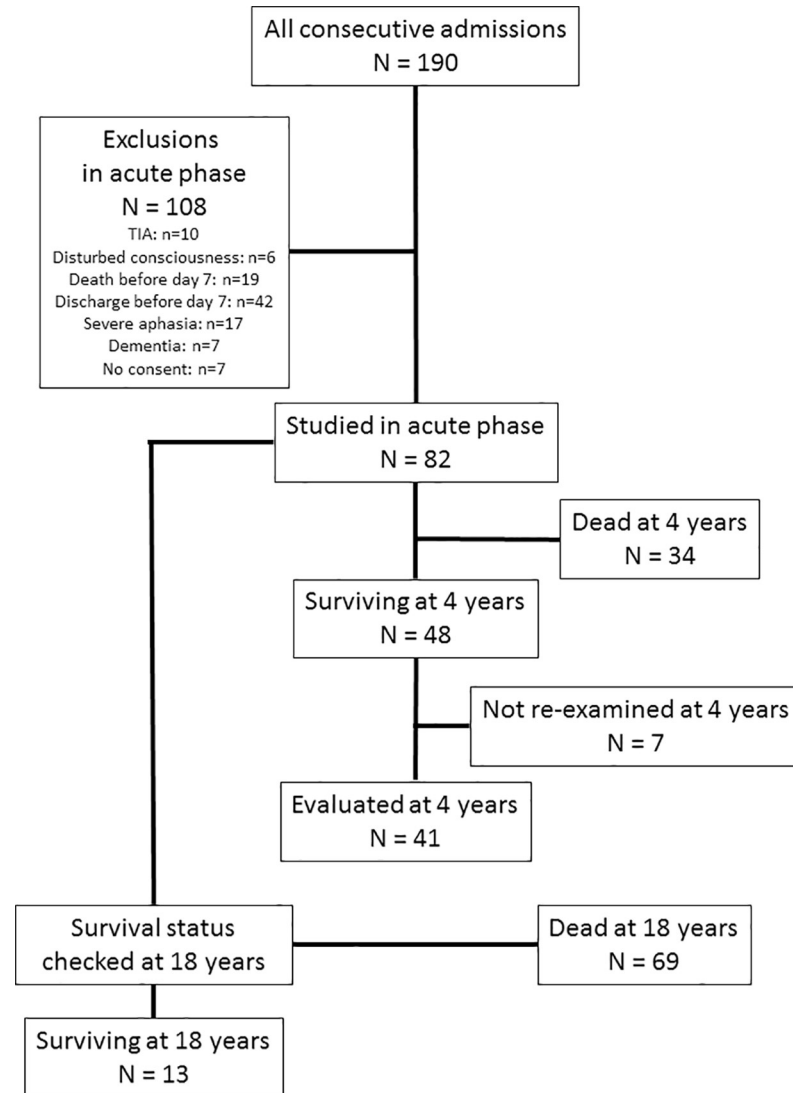 All consecutive admissions
N = 190
Exclusions
in acute phase
N = 108
TIA: n=10
Disturbed consciousness: n=6
Death before day 7: n=19
Discharge before day 7: n=42
Severe aphasia: n=17
Dementia: n=7
No consent: n=7
Studied in acute phase
N = 82
Dead at 4 years
N = 34
Surviving at 4 years
N = 48
Not re-examined at 4 years
N = 7
Evaluated at 4 years
N = 41
Survival status
checked at 18 years
Dead at 18 years
N = 69
Surviving at 18 years
N = 13